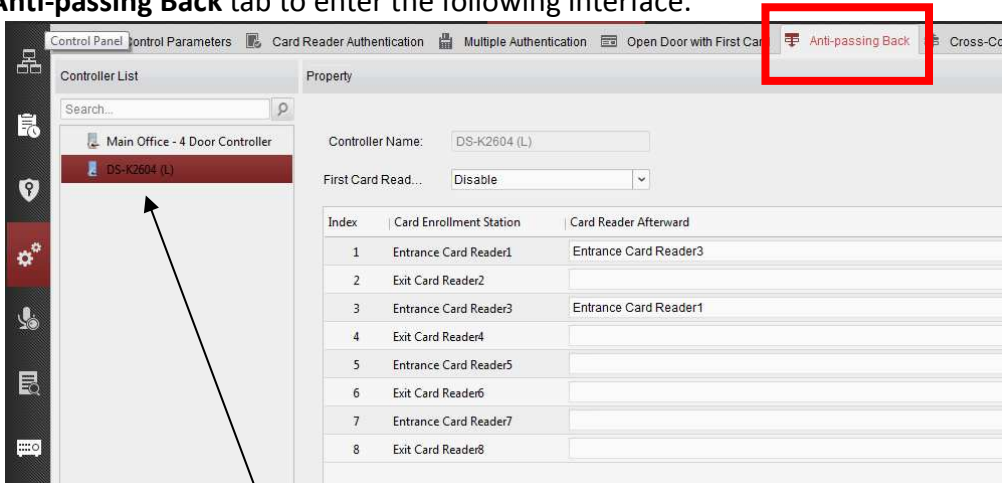 Anti-passing Back tab to enter the following interface.
Control Panel ontrol Parameters Card Reader Authentication Multiple Authentication Open Door with First Car Anti-passing Back Cross-Co
Controller List Property
Search...
Main Office - 4 Door Controller Controller Name: DS-K2604 (L)
DS-K2604 (L) First Card Read... Disable
Index Card Enrollment Station Card Reader Afterward
1 Entrance Card Reader1 Entrance Card Reader3
2 Exit Card Reader2
3 Entrance Card Reader3 Entrance Card Reader1
4 Exit Card Reader4
5 Entrance Card Reader5
6 Exit Card Reader6
7 Entrance Card Reader7
8 Exit Card Reader8